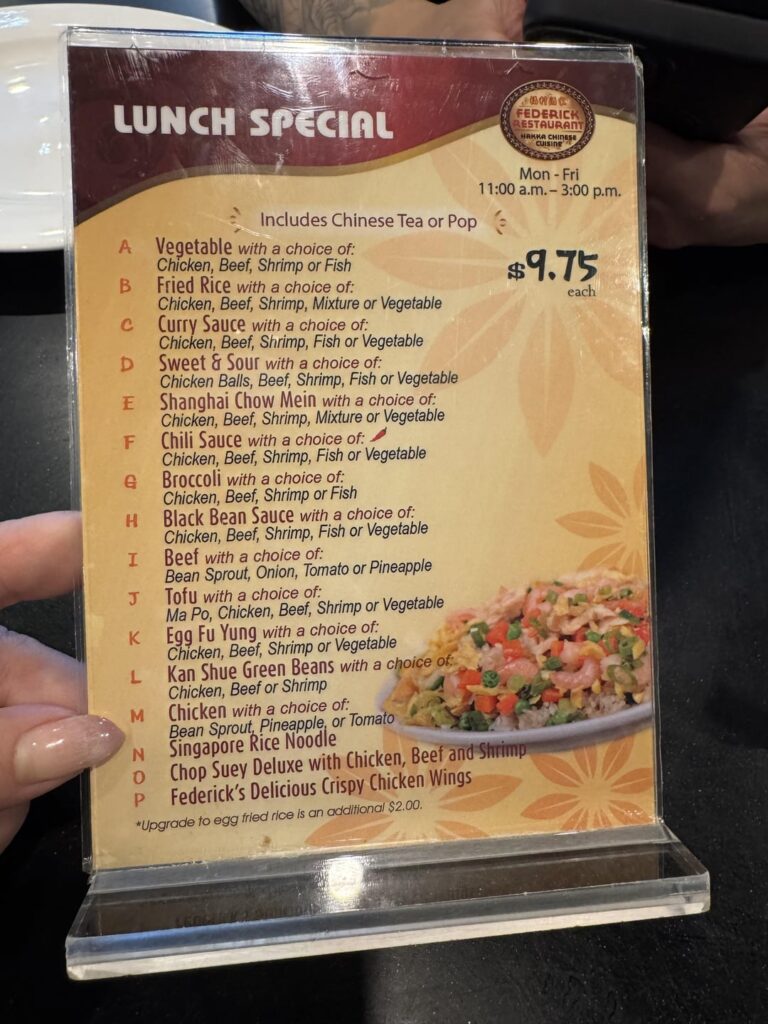 LUNCH SPECIAL
FEDERICK
RESTAURANT
HAKKA CHINESE
CUISINE
Mon - Fri
11:00 a.m. – 3:00 p.m.
Includes Chinese Tea or Pop
$9.75
each
A Vegetable with a choice of:
Chicken, Beef, Shrimp or Fish
B Fried Rice with a choice of:
Chicken, Beef, Shrimp, Mixture or Vegetable
C Curry Sauce with a choice of:
Chicken, Beef, Shrimp, Fish or Vegetable
D Sweet & Sour with a choice of:
Chicken Balls, Beef, Shrimp, Fish or Vegetable
E Shanghai Chow Mein with a choice of:
Chicken, Beef, Shrimp, Mixture or Vegetable
F Chili Sauce with a choice of:
Chicken, Beef, Shrimp, Fish or Vegetable
G Broccoli with a choice of:
Chicken, Beef, Shrimp or Fish
H Black Bean Sauce with a choice of:
Chicken, Beef, Shrimp, Fish or Vegetable
I Beef with a choice of:
Bean Sprout, Onion, Tomato or Pineapple
J Tofu with a choice of:
Ma Po, Chicken, Beef, Shrimp or Vegetable
K Egg Fu Yung with a choice of:
Chicken, Beef, Shrimp or Vegetable
L Kan Shue Green Beans with a choice of:
Chicken, Beef or Shrimp
M Chicken with a choice of:
Bean Sprout, Pineapple, or Tomato
N Singapore Rice Noodle
O Chop Suey Deluxe with Chicken, Beef and Shrimp
P Federick's Delicious Crispy Chicken Wings
*Upgrade to egg fried rice is an additional $2.00.